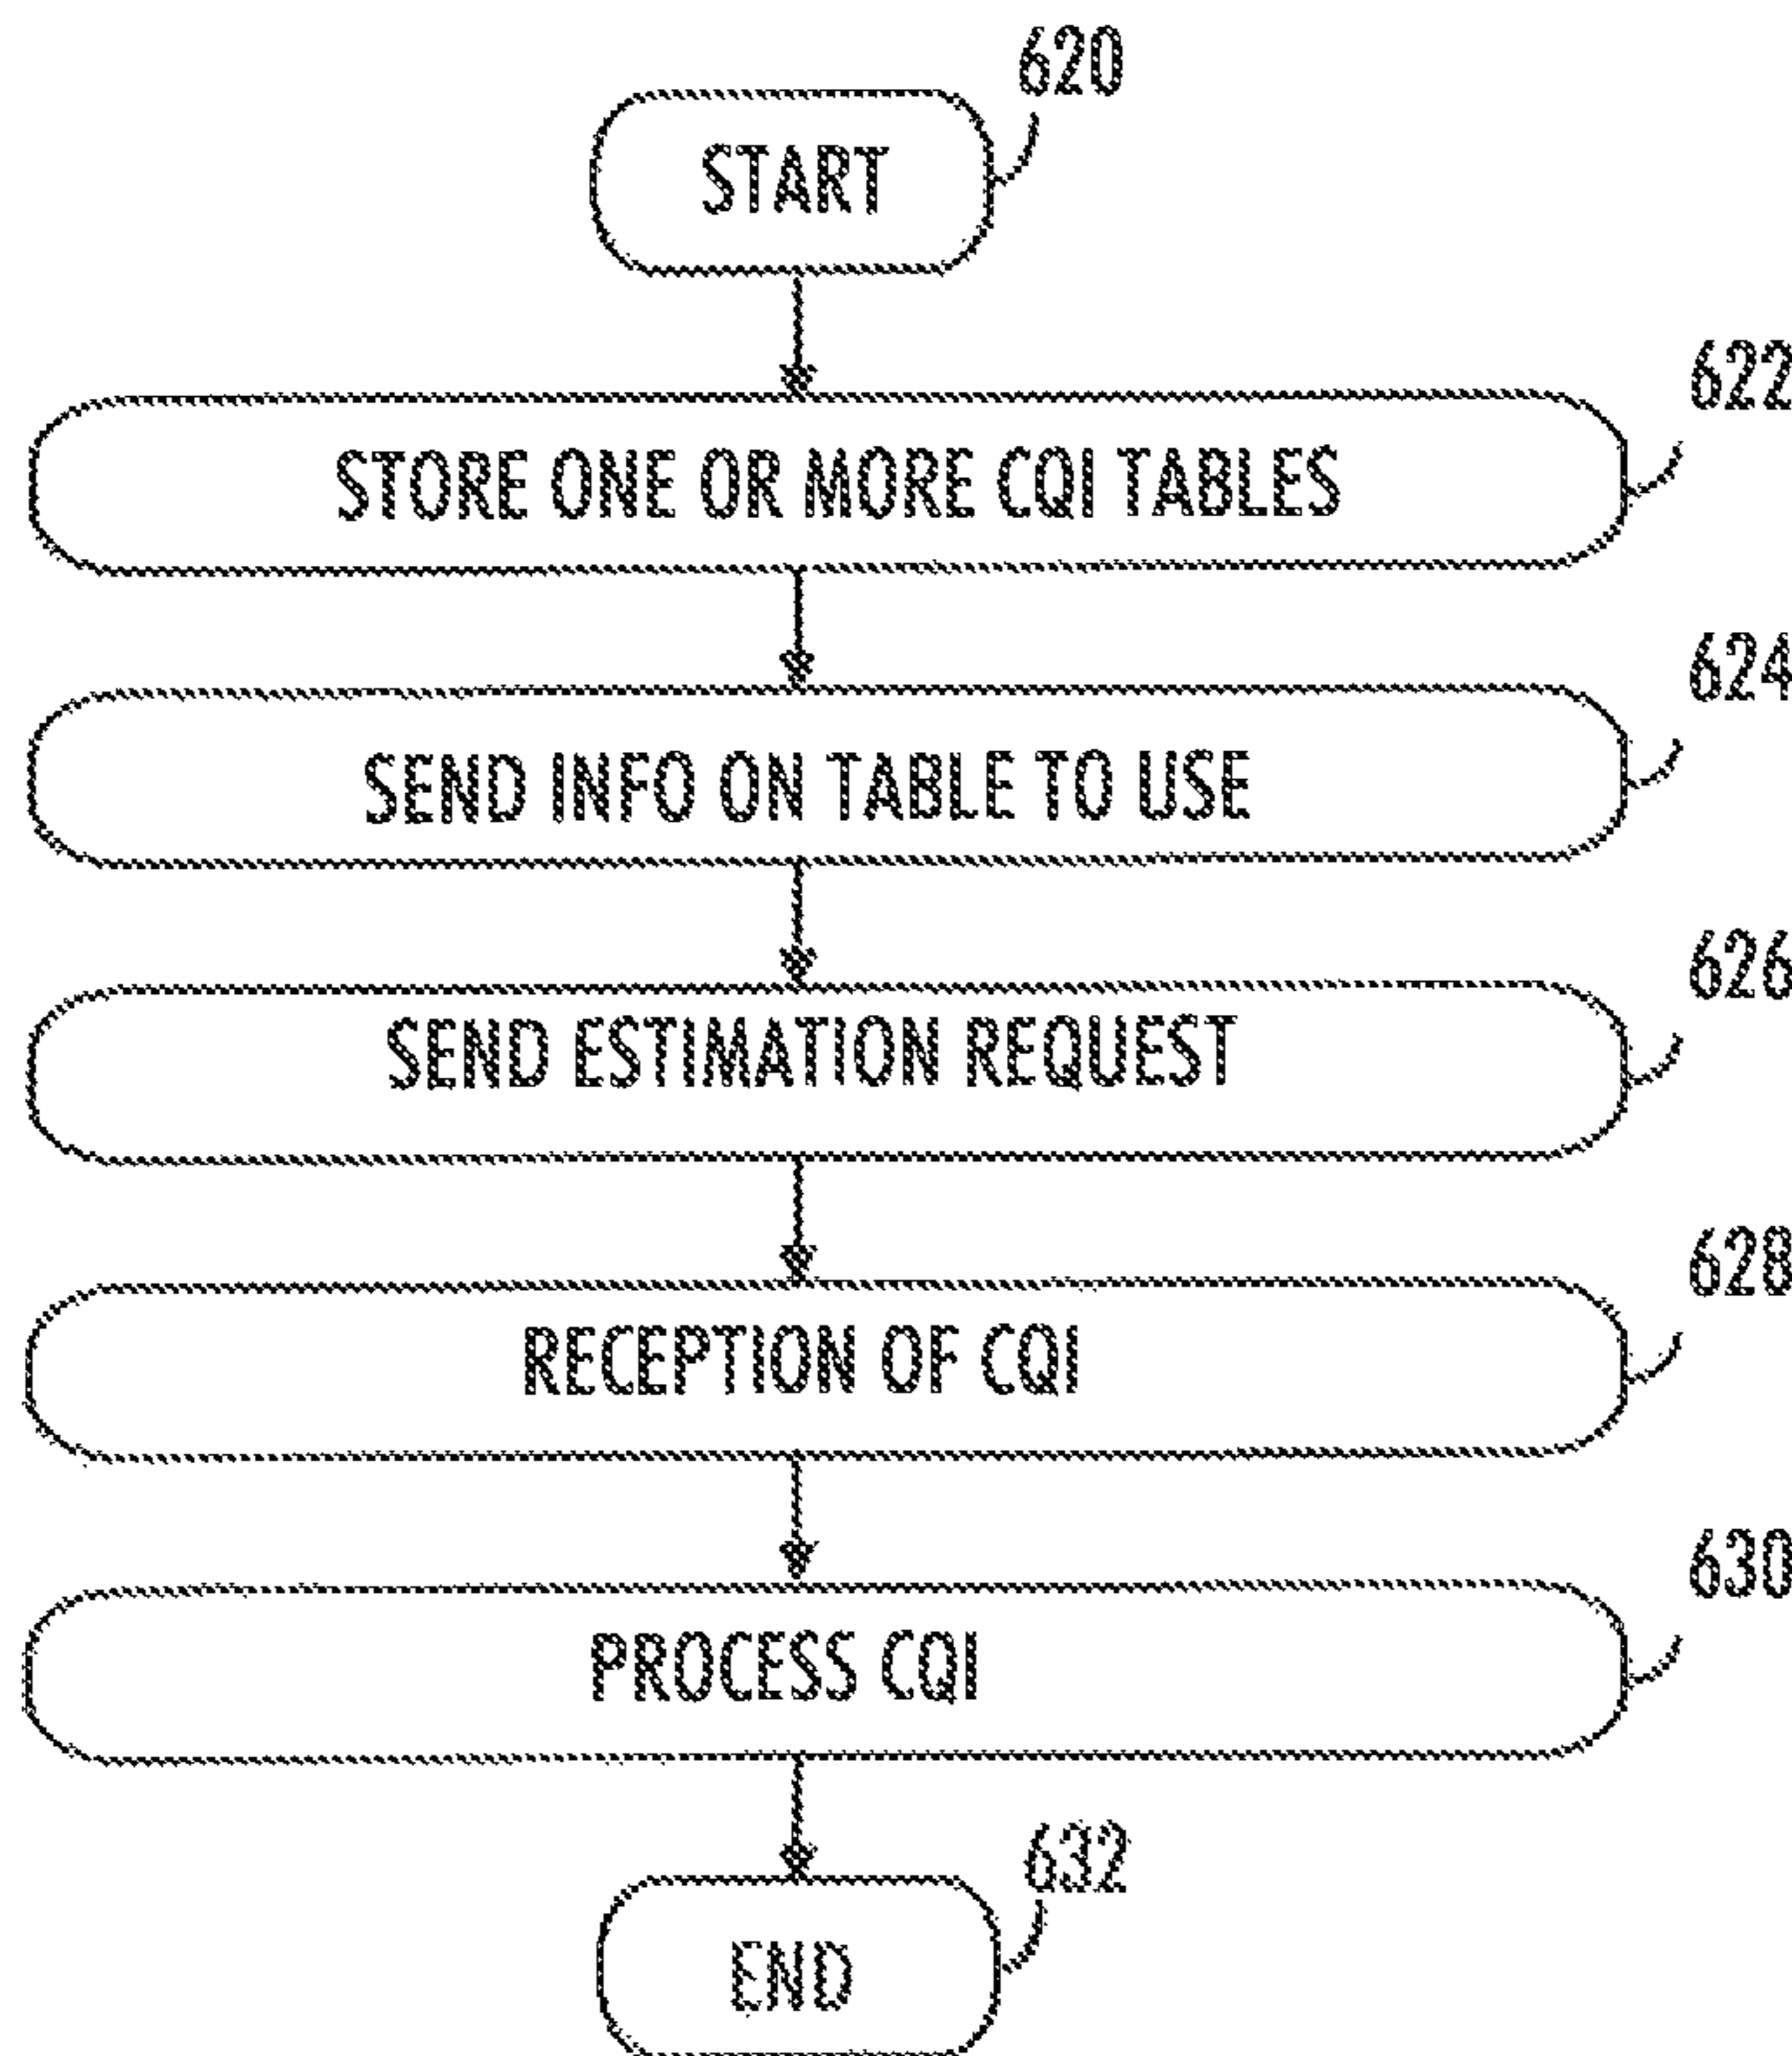 620
START
622
STORE ONE OR MORE CQI TABLES
624
SEND INFO ON TABLE TO USE
626
SEND ESTIMATION REQUEST
628
RECEPTION OF CQI
630
PROCESS CQI
632
END